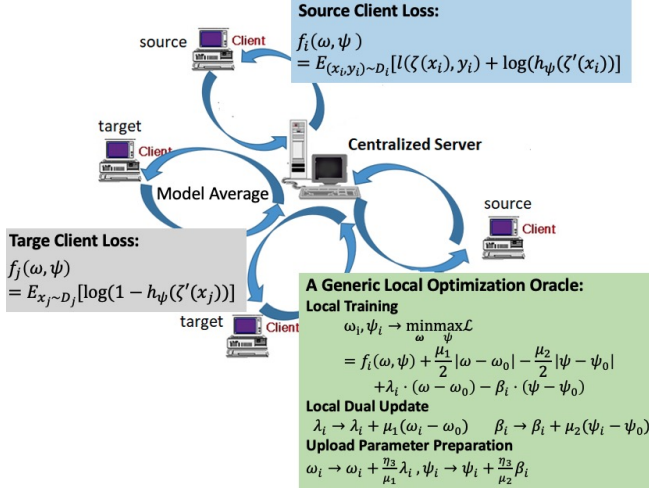 Source Client Loss:
f_i(ω, ψ)
= E_{(x_i,y_i)~D_i}[l(ζ(x_i), y_i) + log(h_ψ(ζ′(x_i))]
source
Client
target
Client
Centralized Server
Model Average
source
Client
Targe Client Loss:
f_j(ω, ψ)
= E_{x_j~D_j}[log(1 − h_ψ(ζ′(x_j))]
target
Client
A Generic Local Optimization Oracle:
Local Training
ω_i, ψ_i → min_ω max_ψ ℒ
= f_i(ω, ψ) + μ_1/2 |ω − ω_0| − μ_2/2 |ψ − ψ_0|
+λ_i · (ω − ω_0) − β_i · (ψ − ψ_0)
Local Dual Update
λ_i → λ_i + μ_1(ω_i − ω_0) β_i → β_i + μ_2(ψ_i − ψ_0)
Upload Parameter Preparation
ω_i → ω_i + η_3/μ_1 λ_i, ψ_i → ψ_i + η_3/μ_2 β_i